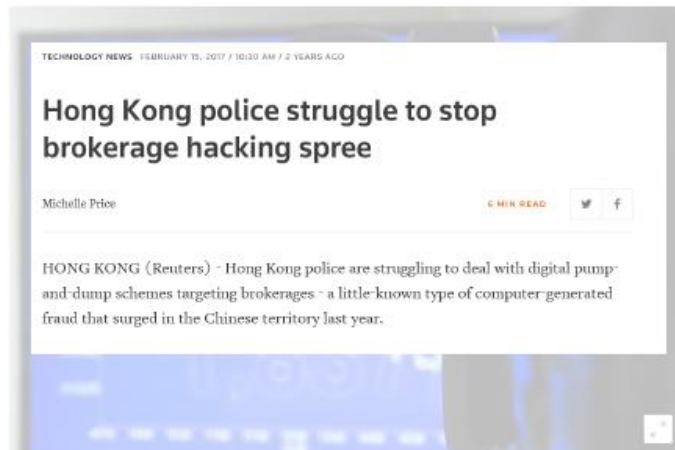 TECHNOLOGY NEWS FEBRUARY 15, 2017 / 10:30 AM / 2 YEARS AGO
Hong Kong police struggle to stop
brokerage hacking spree
Michelle Price
6 MIN READ
HONG KONG (Reuters) - Hong Kong police are struggling to deal with digital pump-
and-dump schemes targeting brokerages - a little-known type of computer-generated
fraud that surged in the Chinese territory last year.